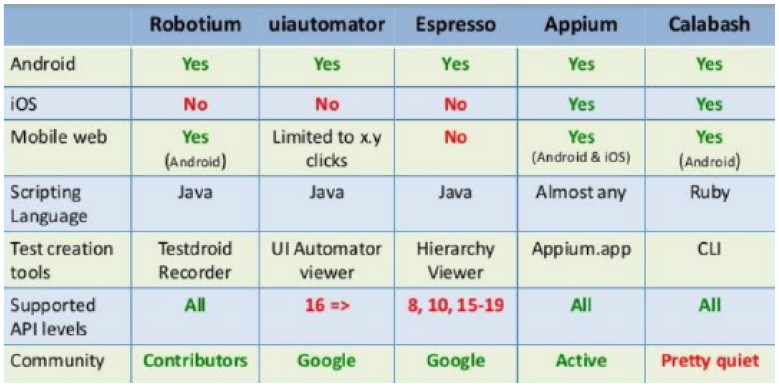 Robotium uiautomator Espresso Appium Calabash
Android Yes Yes Yes Yes Yes
iOS No No No Yes Yes
Mobile web Yes Limited to x.y No Yes Yes
(Android) clicks (Android & iOS) (Android)
Scripting Java Java Java Almost any Ruby
Language
Test creation Testdroid UI Automator Hierarchy Appium.app CLI
tools Recorder viewer Viewer
Supported All 16 => 8, 10, 15-19 All All
API levels
Community Contributors Google Google Active Pretty quiet